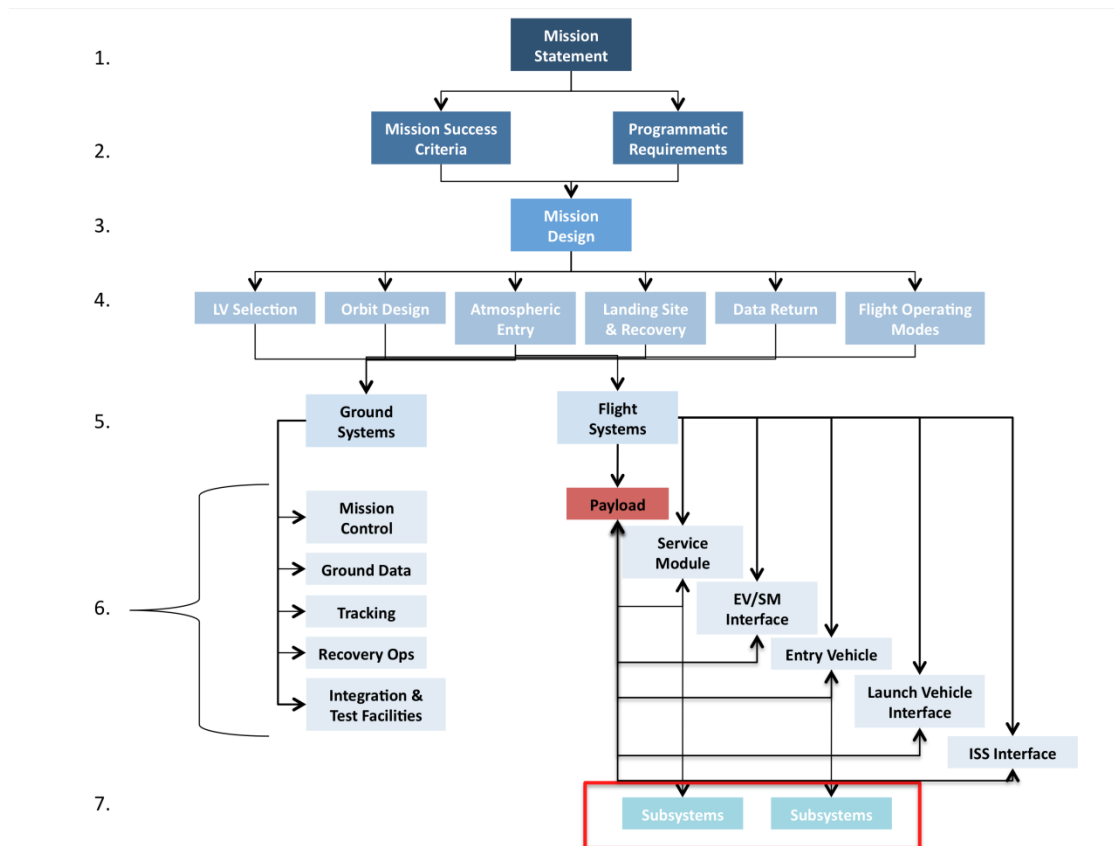 1.
Mission
Statement
2.
Mission Success
Criteria
Programmatic
Requirements
3.
Mission
Design
4.
LV Selection
Orbit Design
Atmospheric
Entry
Landing Site
& Recovery
Data Return
Flight Operating
Modes
5.
Ground
Systems
Flight
Systems
6.
Mission
Control
Ground Data
Tracking
Recovery Ops
Integration &
Test Facilities
Payload
Service
Module
EV/SM
Interface
Entry Vehicle
Launch Vehicle
Interface
ISS Interface
7.
Subsystems
Subsystems